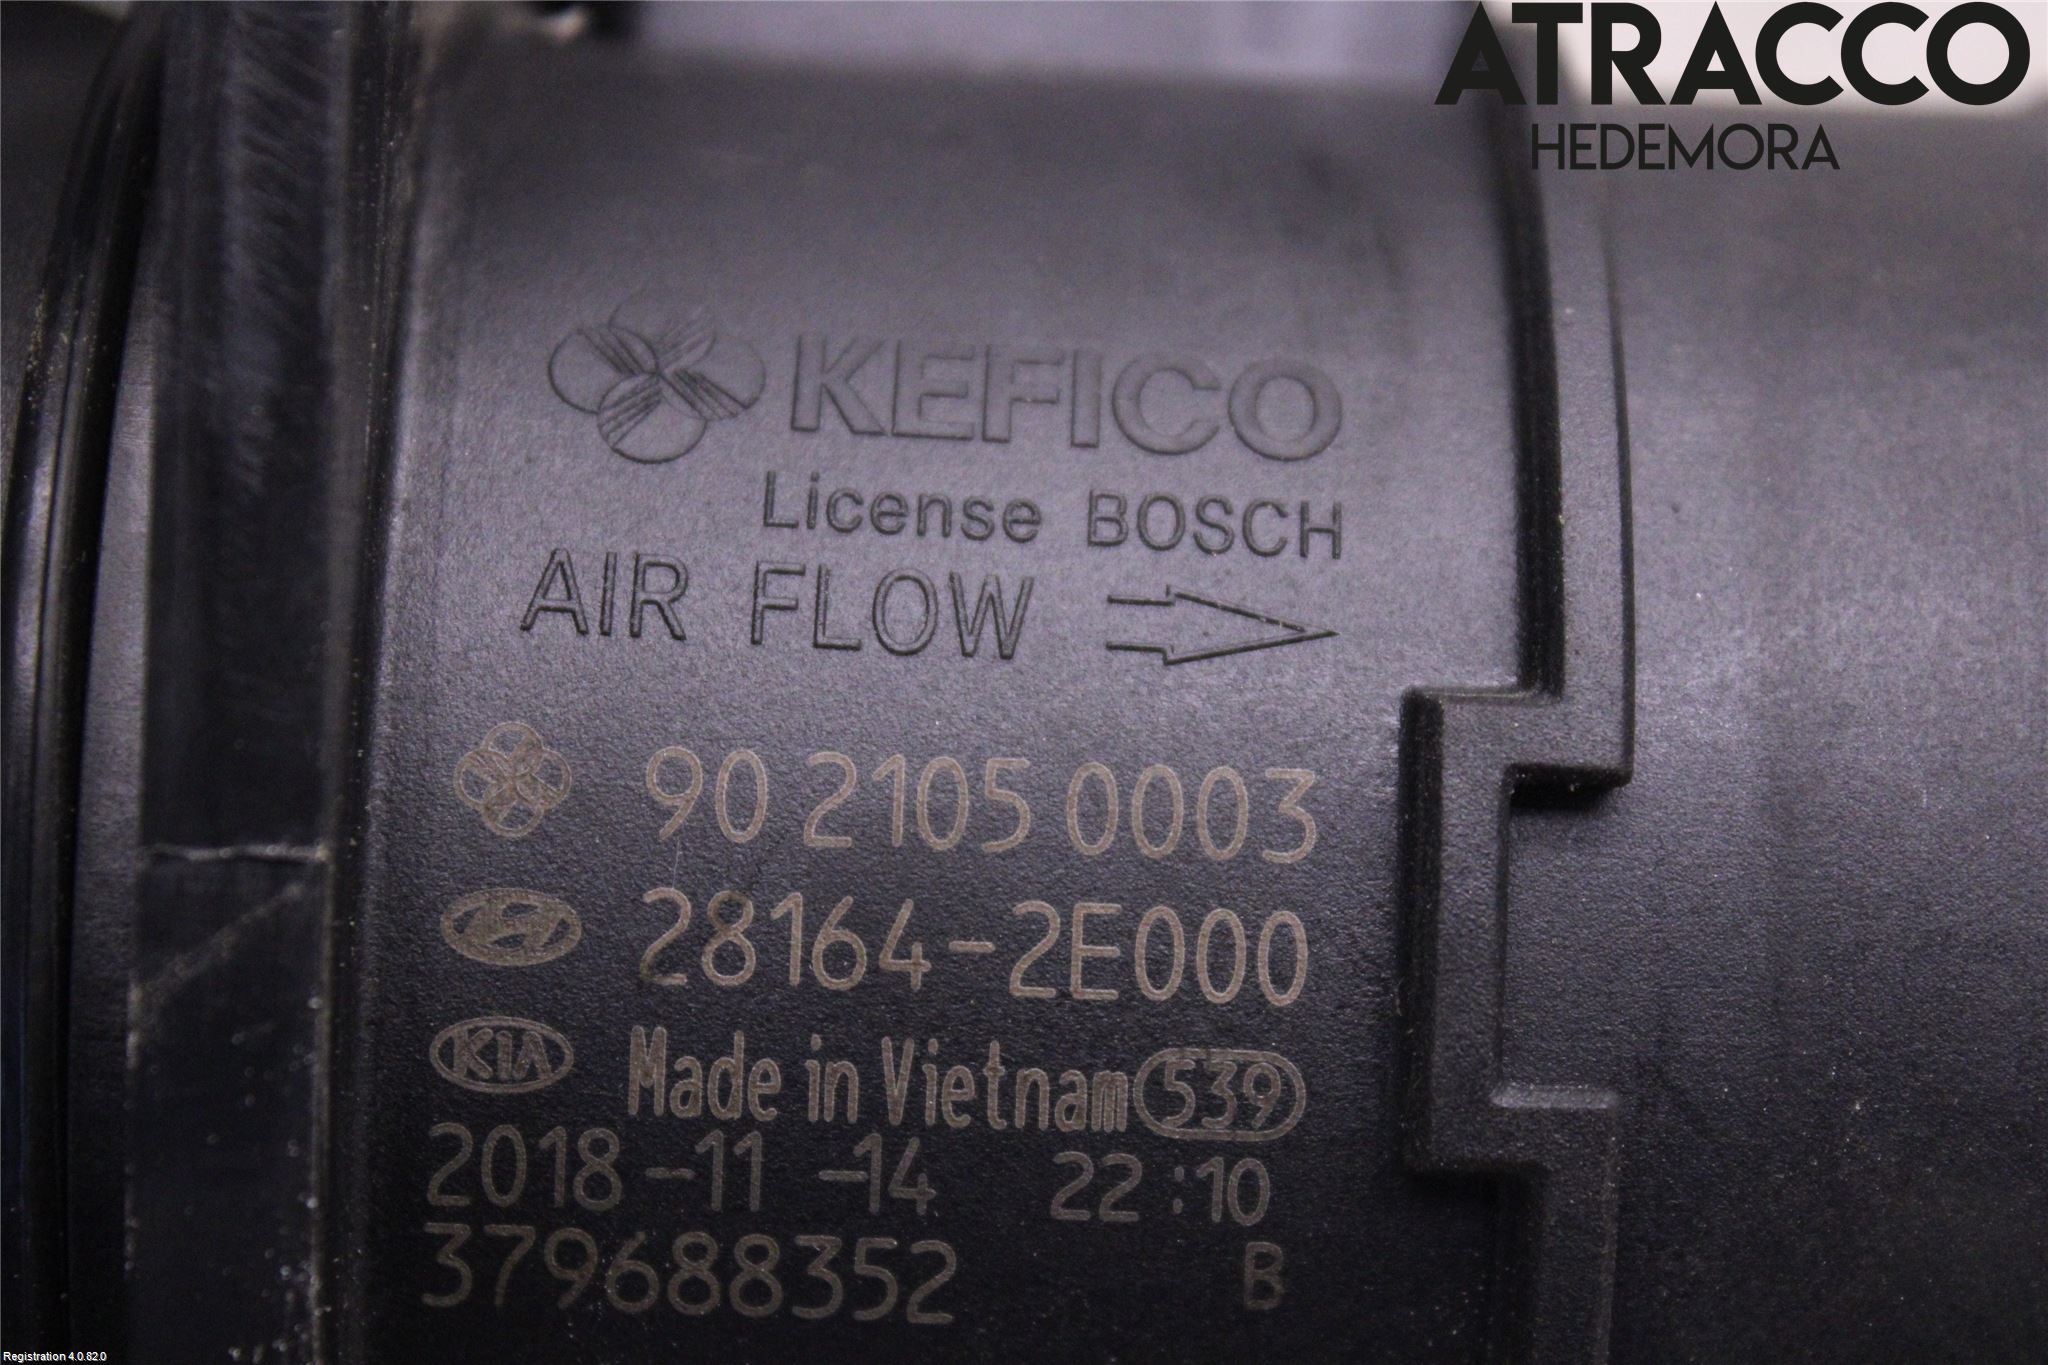 ATRACCO
HEDEMORA
KEFICO
License BOSCH
AIR FLOW
90 2105 0003
28164-2E000
KIA Made in Vietnam 539
2018-11-14 22:10
379688352 B
Registration 4.0.82.0